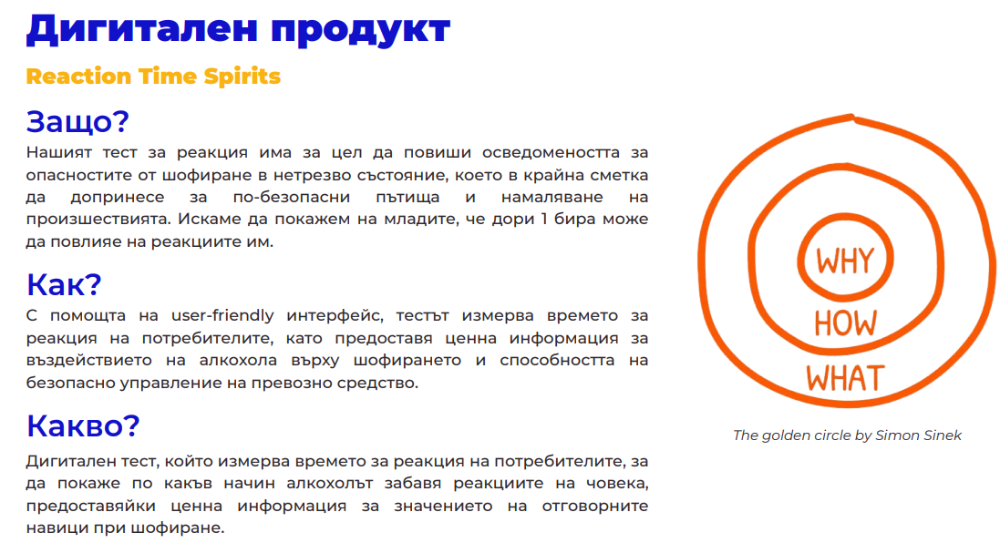 Дигитален продукт
Reaction Time Spirits
Защо?
Нашият тест за реакция има за цел да повиши осведомеността за
опасностите от шофиране в нетрезво състояние, което в крайна сметка
да допринесе за по-безопасни пътища и намаляване на
произшествията. Искаме да покажем на младите, че дори 1 бира може
да повлияе на реакциите им.
Как?
С помощта на user-friendly интерфейс, тестът измерва времето за
реакция на потребителите, като предоставя ценна информация за
въздействието на алкохола върху шофирането и способността на
безопасно управление на превозно средство.
Какво?
Дигитален тест, който измерва времето за реакция на потребителите, за
да покаже по какъв начин алкохолът забавя реакциите на човека,
предоставяйки ценна информация за значението на отговорните
навици при шофиране.
WHY
HOW
WHAT
The golden circle by Simon Sinek